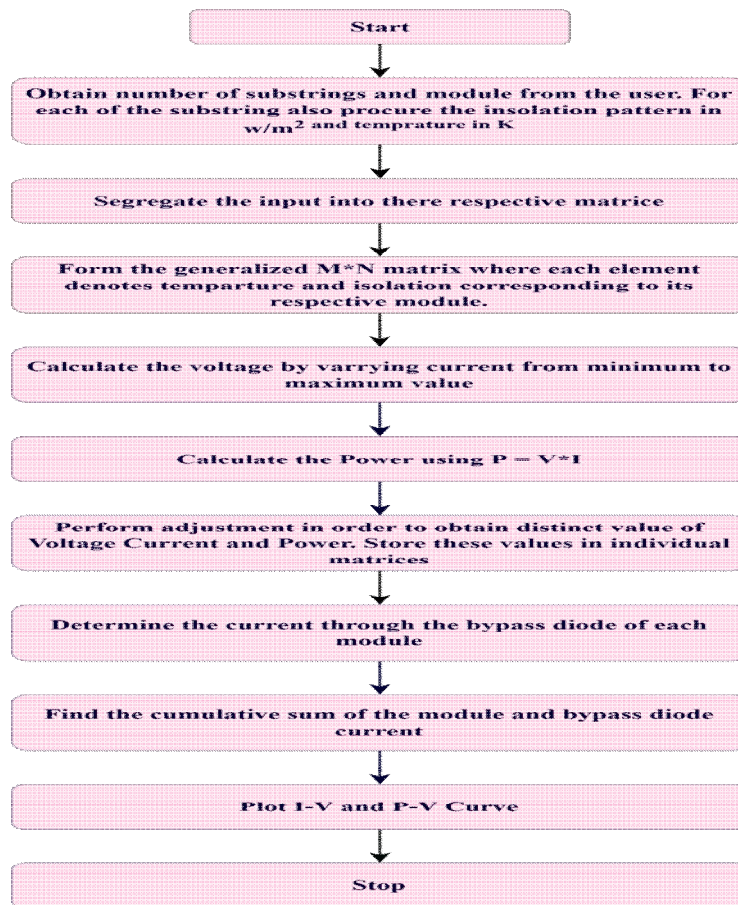 Start
Obtain number of substrings and module from the user. For
each of the substring also procure the insolation pattern in
w/m² and temprature in K
Segregate the input into there respective matrice
Form the generalized M*N matrix where each element
denotes temparture and isolation corresponding to its
respective module.
Calculate the voltage by varrying current from minimum to
maximum value
Calculate the Power using P = V*I
Perform adjustment in order to obtain distinct value of
Voltage Current and Power. Store these values in individual
matrices
Determine the current through the bypass diode of each
module
Find the cumulative sum of the module and bypass diode
current
Plot I-V and P-V Curve
Stop